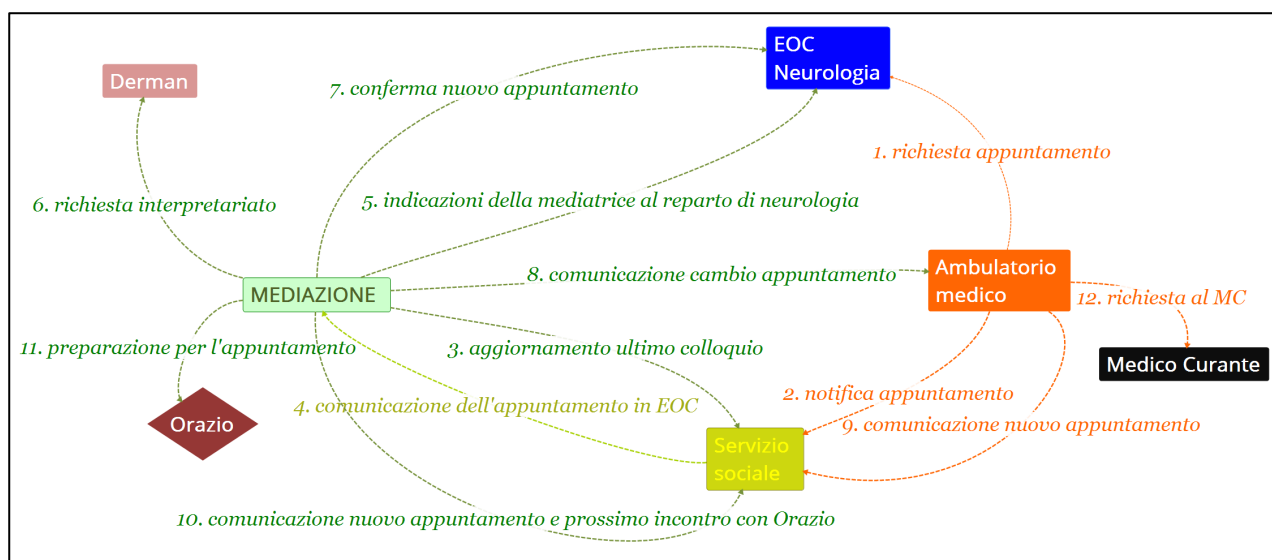 EOC
Neurologia
Derman
7. conferma nuovo appuntamento
1. richiesta appuntamento
6. richiesta interpretariato
5. indicazioni della mediatrice al reparto di neurologia
Ambulatorio
medico
8. comunicazione cambio appuntamento
MEDIAZIONE
12. richiesta al MC
11. preparazione per l'appuntamento
3. aggiornamento ultimo colloquio
Medico Curante
2. notifica appuntamento
4. comunicazione dell'appuntamento in EOC
Orazio
9. comunicazione nuovo appuntamento
Servizio
sociale
10. comunicazione nuovo appuntamento e prossimo incontro con Orazio